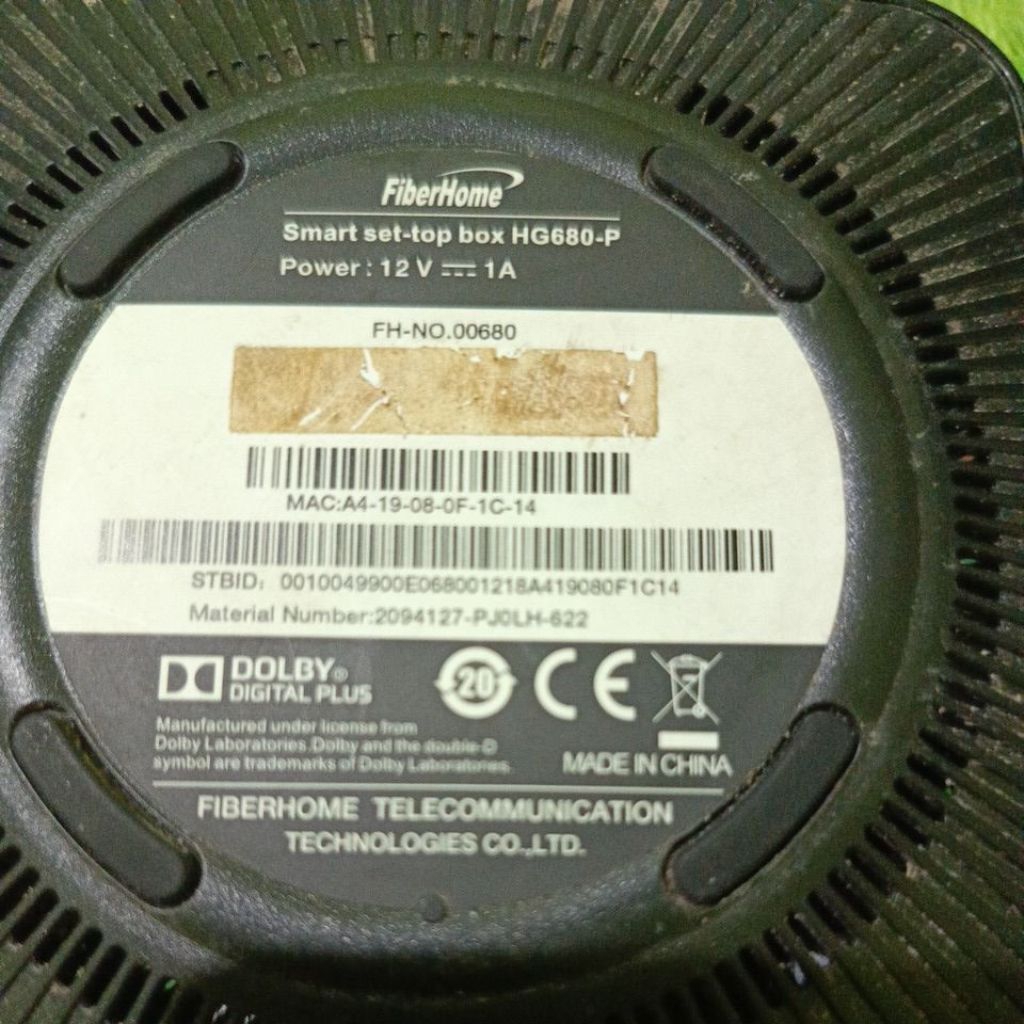 FiberHome
Smart set-top box HG680-P
Power: 12 V ⎓ 1A
FH-NO.00680
MAC:A4-19-08-0F-1C-14
STBID: 0010049900E068001218A419080F1C14
Material Number:2094127-PJ0LH-622
DOLBY®
DIGITAL PLUS
20
CE
Manufactured under license from
Dolby Laboratories.Dolby and the double-D
symbol are trademarks of Dolby Laboratories.
MADE IN CHINA
FIBERHOME TELECOMMUNICATION
TECHNOLOGIES CO.,LTD.